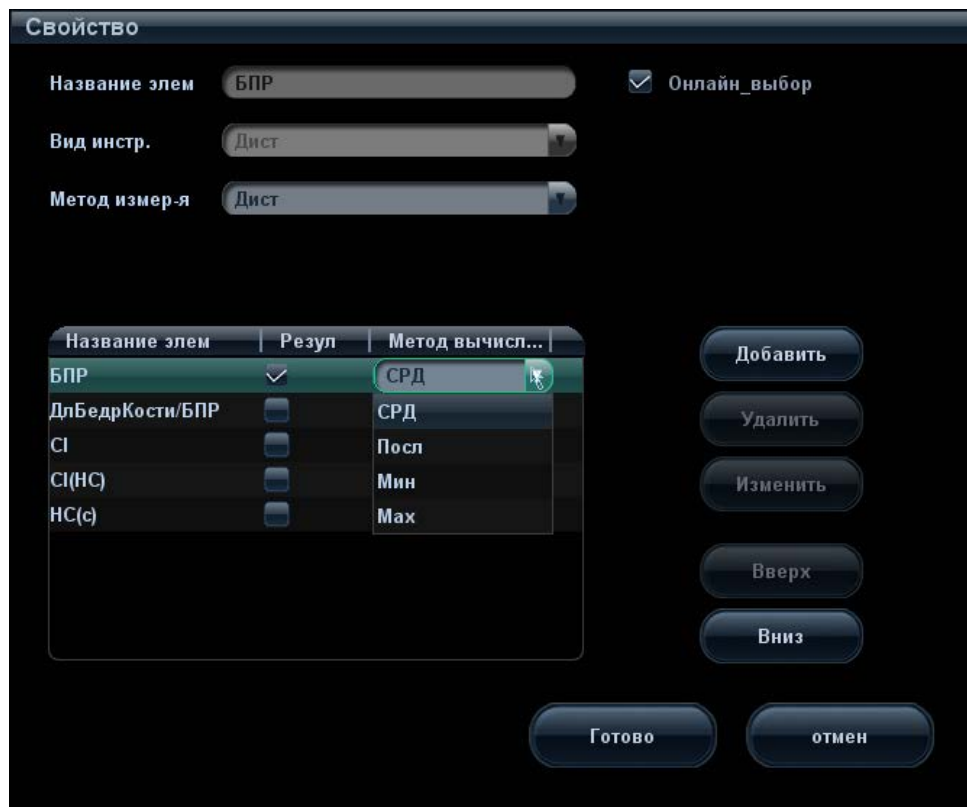 Свойство
Название элем БПР Онлайн_выбор
Вид инстр. Дист
Метод измер-я Дист
Название элем Резул Метод вычисл...
БПР СРД
ДлБедрКости/БПР СРД
CI Посл
CI(HC) Мин
HC(c) Мах
Добавить
Удалить
Изменить
Вверх
Вниз
Готово отмен